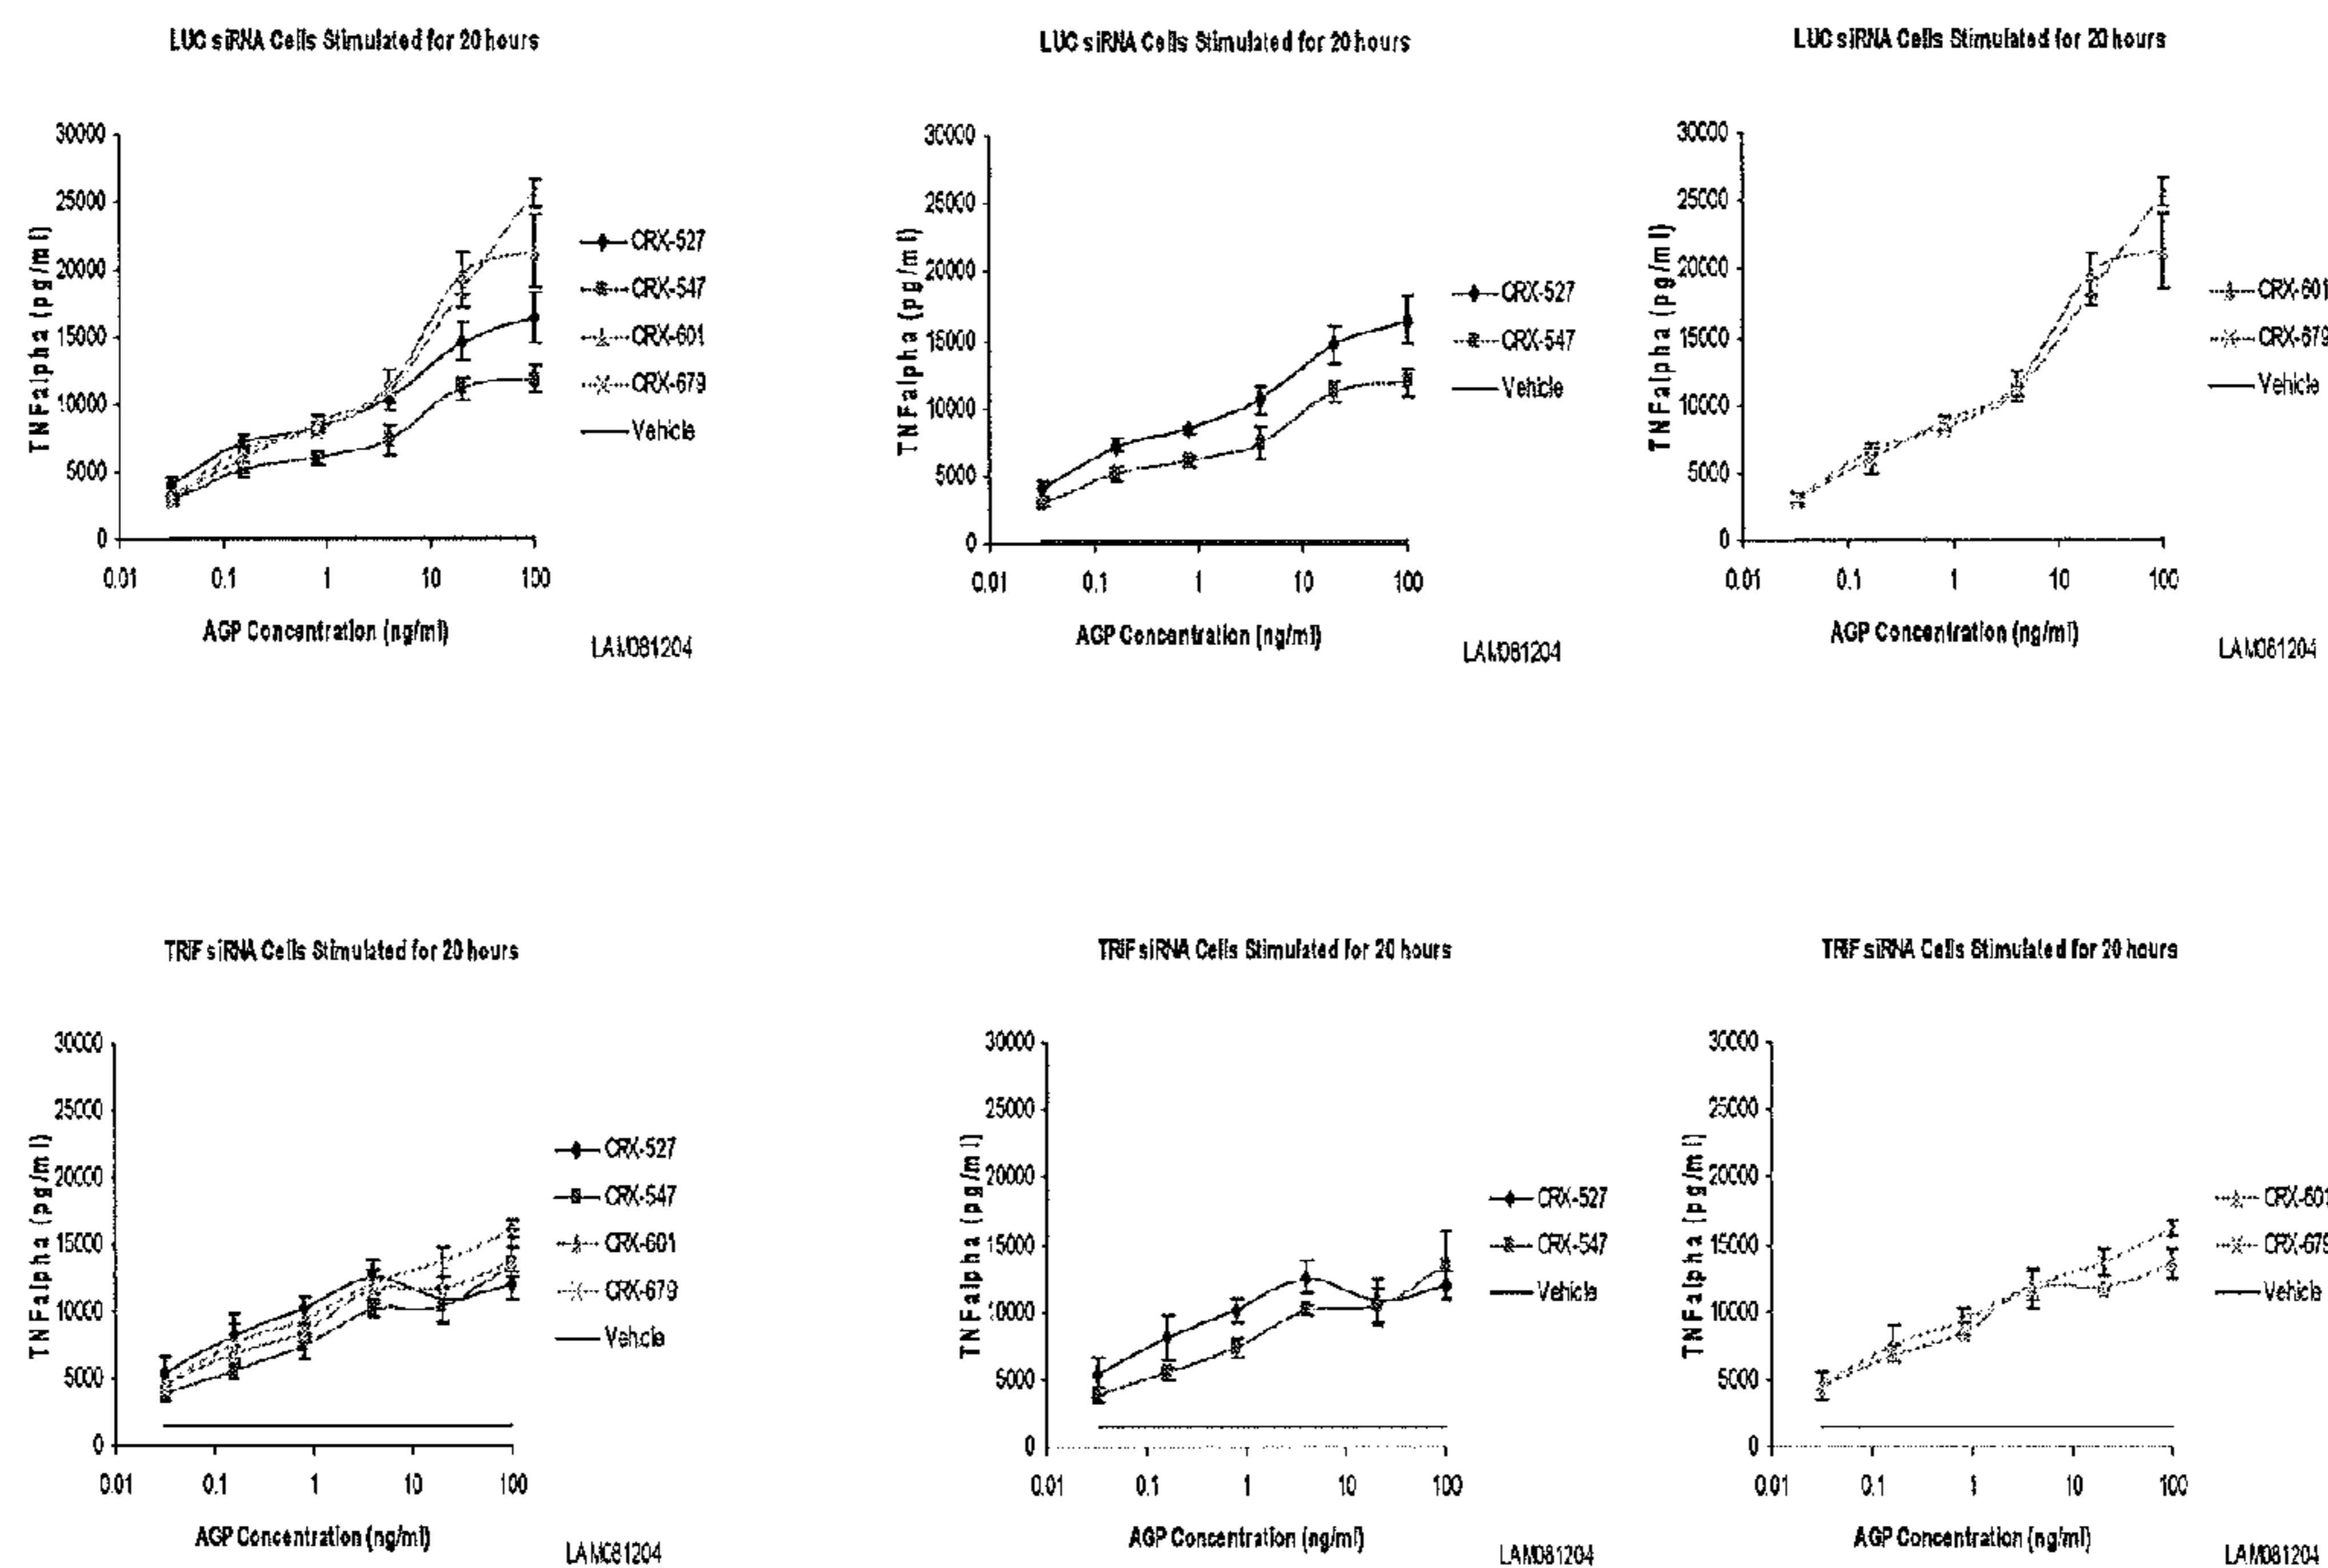 LUC siRNA Cells Stimulated for 20 hours
30000
25000
20000
15000
10000
5000
0
TNFalpha (pg/ml)
0.01 0.1 1 10 100
AGP Concentration (ng/ml)
CRX-527
CRX-547
CRX-601
CRX-679
Vehicle
LAM081204
LUC siRNA Cells Stimulated for 20 hours
30000
25000
20000
15000
10000
5000
0
TNFalpha (pg/ml)
0.01 0.1 1 10 100
AGP Concentration (ng/ml)
CRX-527
CRX-547
Vehicle
LAM081204
LUC siRNA Cells Stimulated for 20 hours
30000
25000
20000
15000
10000
5000
0
TNFalpha (pg/ml)
0.01 0.1 1 10 100
AGP Concentration (ng/ml)
CRX-601
CRX-679
Vehicle
LAM081204
TRIF siRNA Cells Stimulated for 20 hours
30000
25000
20000
15000
10000
5000
0
TNFalpha (pg/ml)
0.01 0.1 1 10 100
AGP Concentration (ng/ml)
CRX-527
CRX-547
CRX-601
CRX-679
Vehicle
LAM081204
TRIF siRNA Cells Stimulated for 20 hours
30000
25000
20000
15000
10000
5000
0
TNFalpha (pg/ml)
0.01 0.1 1 10 100
AGP Concentration (ng/ml)
CRX-527
CRX-547
Vehicle
LAM081204
TRIF siRNA Cells Stimulated for 20 hours
30000
25000
20000
15000
10000
5000
0
TNFalpha (pg/ml)
0.01 0.1 1 10 100
AGP Concentration (ng/ml)
CRX-601
CRX-679
Vehicle
LAM081204